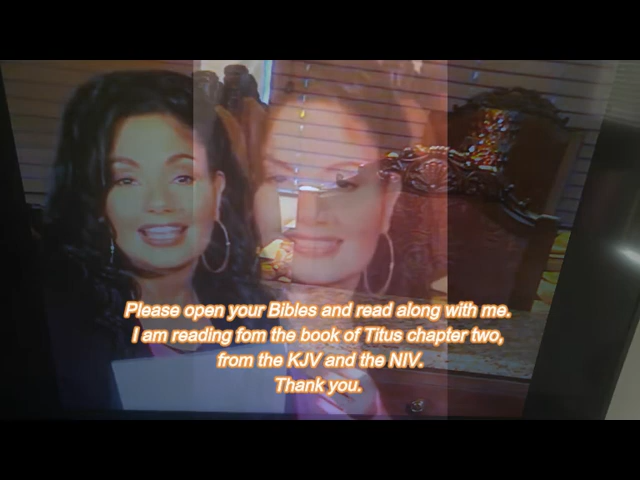 Please open your Bibles and read along with me.
I am reading fom the book of Titus chapter two,
from the KJV and the NIV.
Thank you.